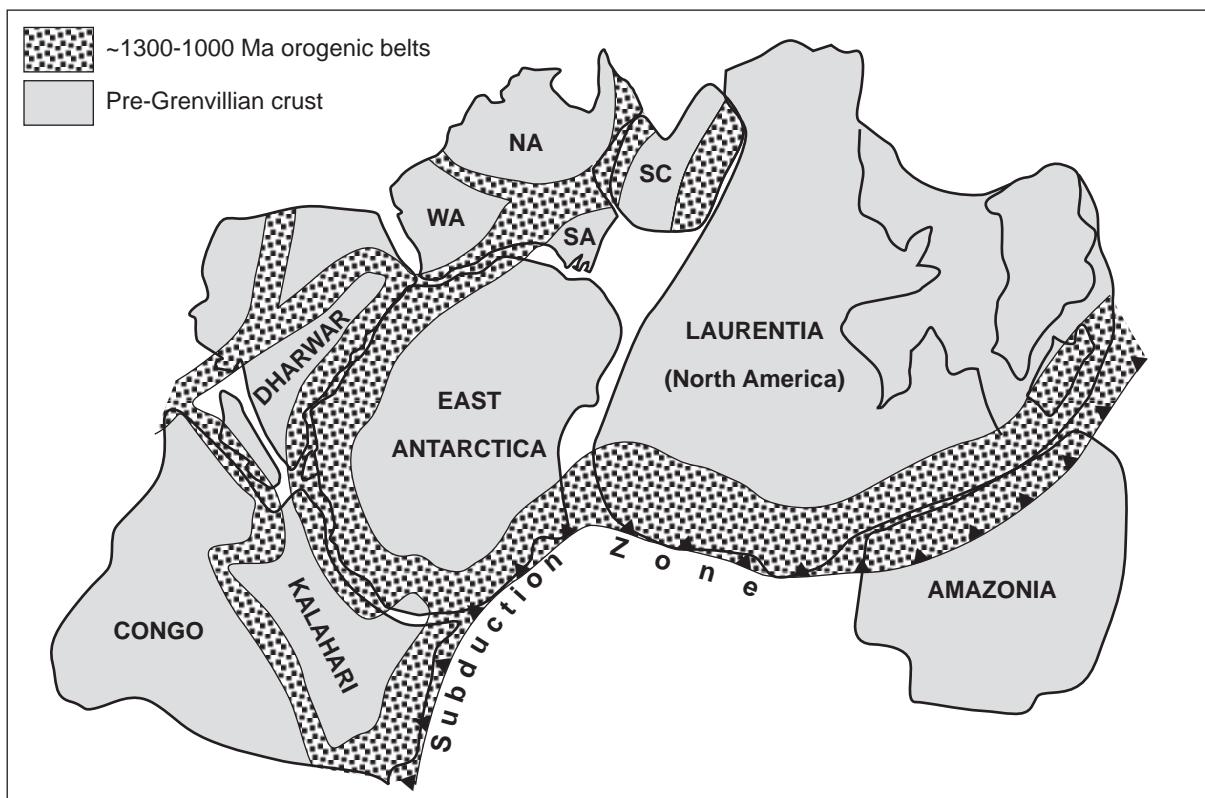 ~1300-1000 Ma orogenic belts
Pre-Grenvillian crust
NA
SC
WA
SA
DHARWAR
LAURENTIA
(North America)
EAST
ANTARCTICA
Subduction Zone
KALAHARI
CONGO
AMAZONIA